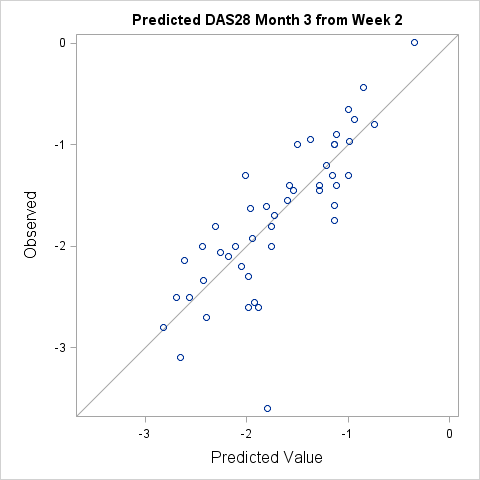 Predicted DAS28 Month 3 from Week 2
0
-1
-2
-3
Observed
-3
-2
-1
0
Predicted Value